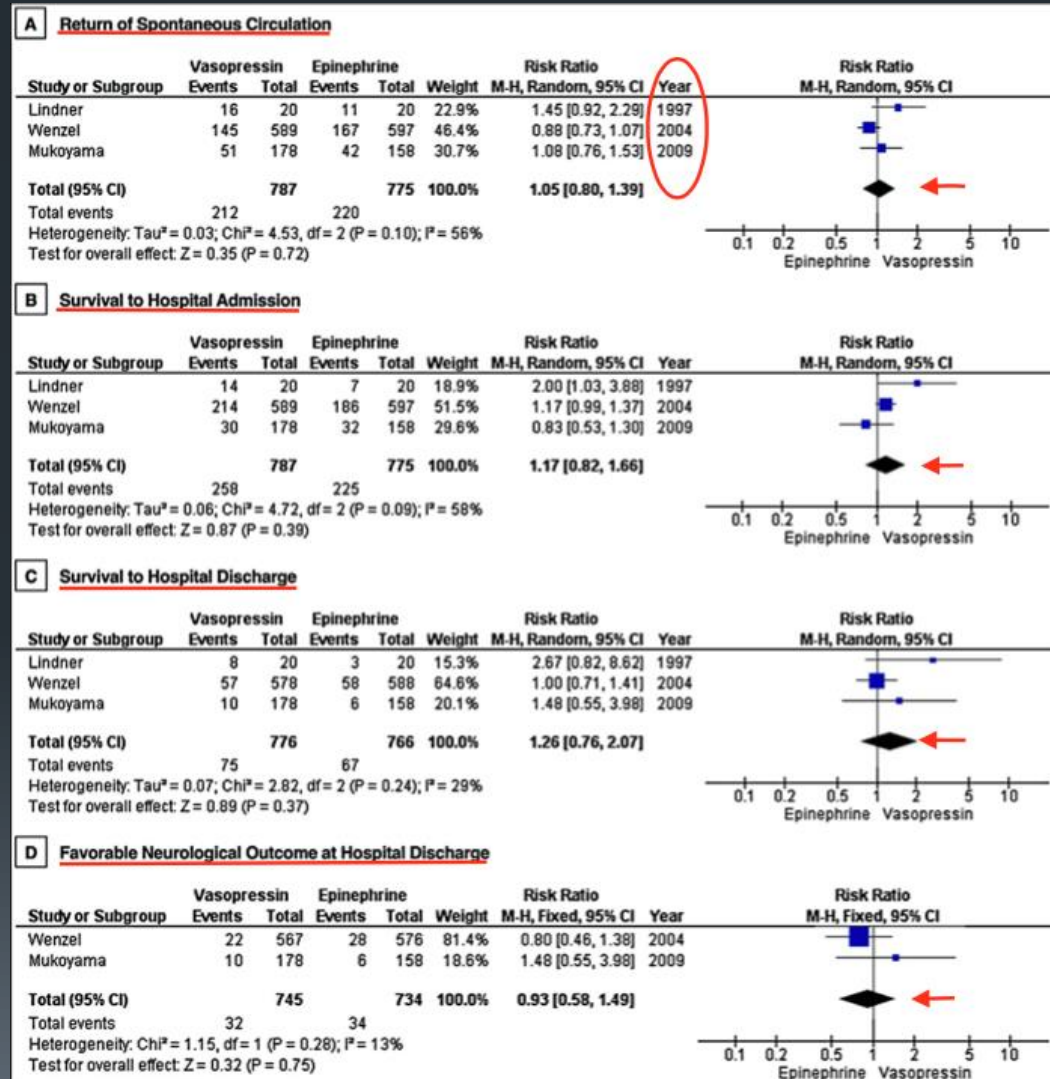 A Return of Spontaneous Circulation
Vasopressin Epinephrine Risk Ratio Risk Ratio
Study or Subgroup Events Total Events Total Weight M-H, Random, 95% CI Year M-H, Random, 95% CI
Lindner 16 20 11 20 22.9% 1.45 [0.92, 2.29] 1997
Wenzel 145 589 167 597 46.4% 0.88 [0.73, 1.07] 2004
Mukoyama 51 178 42 158 30.7% 1.08 [0.76, 1.53] 2009
Total (95% CI) 787 775 100.0% 1.05 [0.80, 1.39]
Total events 212 220
Heterogeneity: Tau² = 0.03; Chi² = 4.53, df = 2 (P = 0.10); I² = 56%
Test for overall effect: Z = 0.35 (P = 0.72)
0.1 0.2 0.5 1 2 5 10
Epinephrine Vasopressin
B Survival to Hospital Admission
Vasopressin Epinephrine Risk Ratio Risk Ratio
Study or Subgroup Events Total Events Total Weight M-H, Random, 95% CI Year M-H, Random, 95% CI
Lindner 14 20 7 20 18.9% 2.00 [1.03, 3.88] 1997
Wenzel 214 589 186 597 51.5% 1.17 [0.99, 1.37] 2004
Mukoyama 30 178 32 158 29.6% 0.83 [0.53, 1.30] 2009
Total (95% CI) 787 775 100.0% 1.17 [0.82, 1.66]
Total events 258 225
Heterogeneity: Tau² = 0.06; Chi² = 4.72, df = 2 (P = 0.09); I² = 58%
Test for overall effect: Z = 0.87 (P = 0.39)
0.1 0.2 0.5 1 2 5 10
Epinephrine Vasopressin
C Survival to Hospital Discharge
Vasopressin Epinephrine Risk Ratio Risk Ratio
Study or Subgroup Events Total Events Total Weight M-H, Random, 95% CI Year M-H, Random, 95% CI
Lindner 8 20 3 20 15.3% 2.67 [0.82, 8.62] 1997
Wenzel 57 578 58 588 64.6% 1.00 [0.71, 1.41] 2004
Mukoyama 10 178 6 158 20.1% 1.48 [0.55, 3.98] 2009
Total (95% CI) 776 766 100.0% 1.26 [0.76, 2.07]
Total events 75 67
Heterogeneity: Tau² = 0.07; Chi² = 2.82, df = 2 (P = 0.24); I² = 29%
Test for overall effect: Z = 0.89 (P = 0.37)
0.1 0.2 0.5 1 2 5 10
Epinephrine Vasopressin
D Favorable Neurological Outcome at Hospital Discharge
Vasopressin Epinephrine Risk Ratio Risk Ratio
Study or Subgroup Events Total Events Total Weight M-H, Fixed, 95% CI Year M-H, Fixed, 95% CI
Wenzel 22 567 28 576 81.4% 0.80 [0.46, 1.38] 2004
Mukoyama 10 178 6 158 18.6% 1.48 [0.55, 3.98] 2009
Total (95% CI) 745 734 100.0% 0.93 [0.58, 1.49]
Total events 32 34
Heterogeneity: Chi² = 1.15, df = 1 (P = 0.28); I² = 13%
Test for overall effect: Z = 0.32 (P = 0.75)
0.1 0.2 0.5 1 2 5 10
Epinephrine Vasopressin